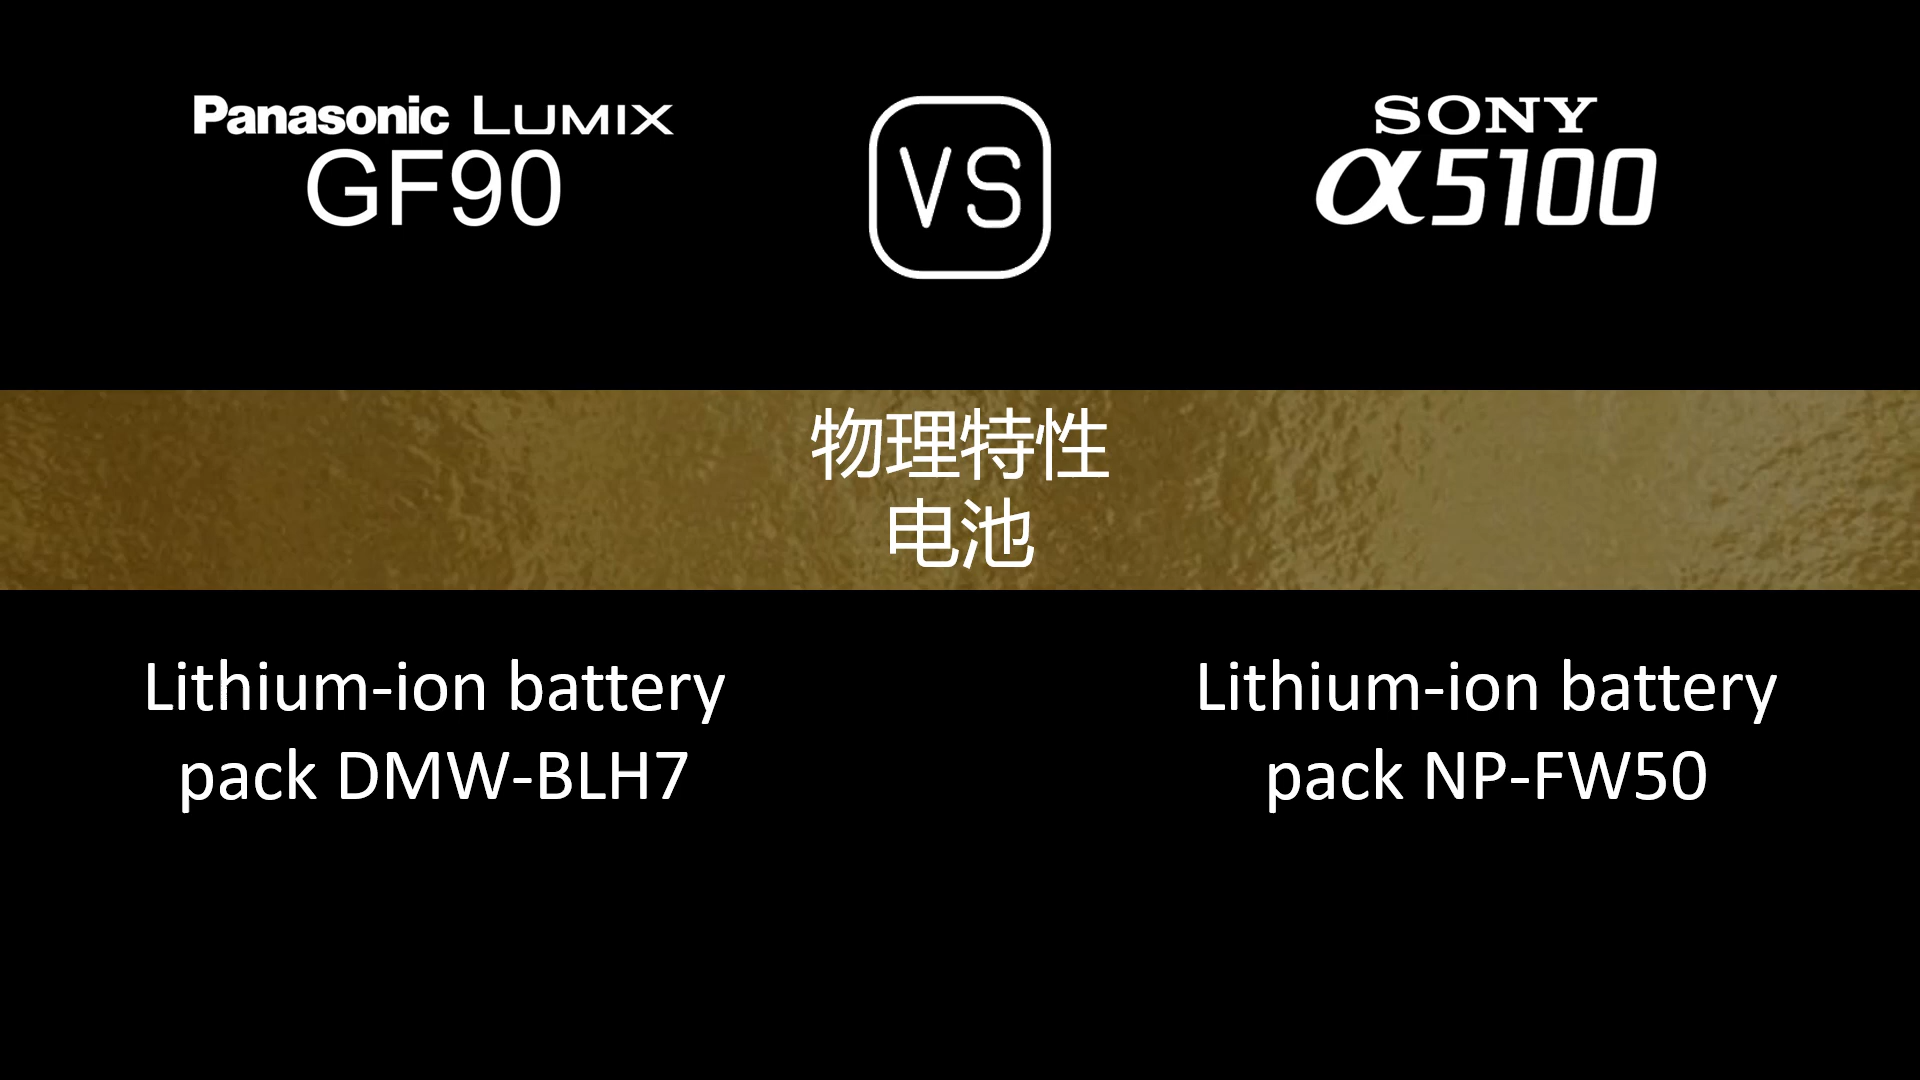 Panasonic LUMIX
GF90
VS
SONY
α5100
物理特性
电池
Lithium-ion battery
pack DMW-BLH7
Lithium-ion battery
pack NP-FW50